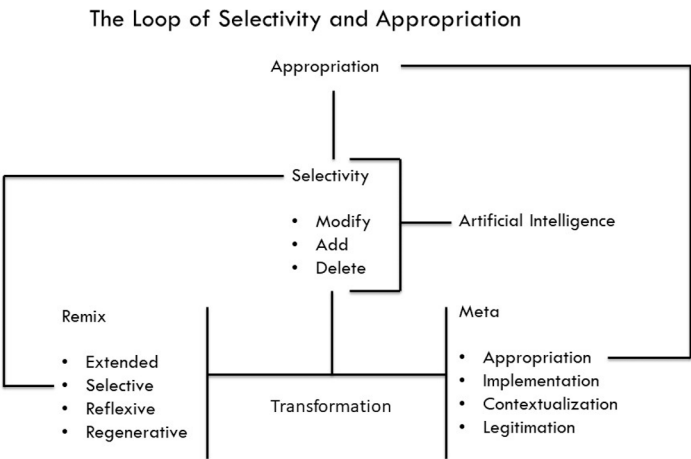 The Loop of Selectivity and Appropriation
Appropriation
Selectivity
• Modify
• Add
• Delete
Artificial Intelligence
Remix
• Extended
• Selective
• Reflexive
• Regenerative
Transformation
Meta
• Appropriation
• Implementation
• Contextualization
• Legitimation